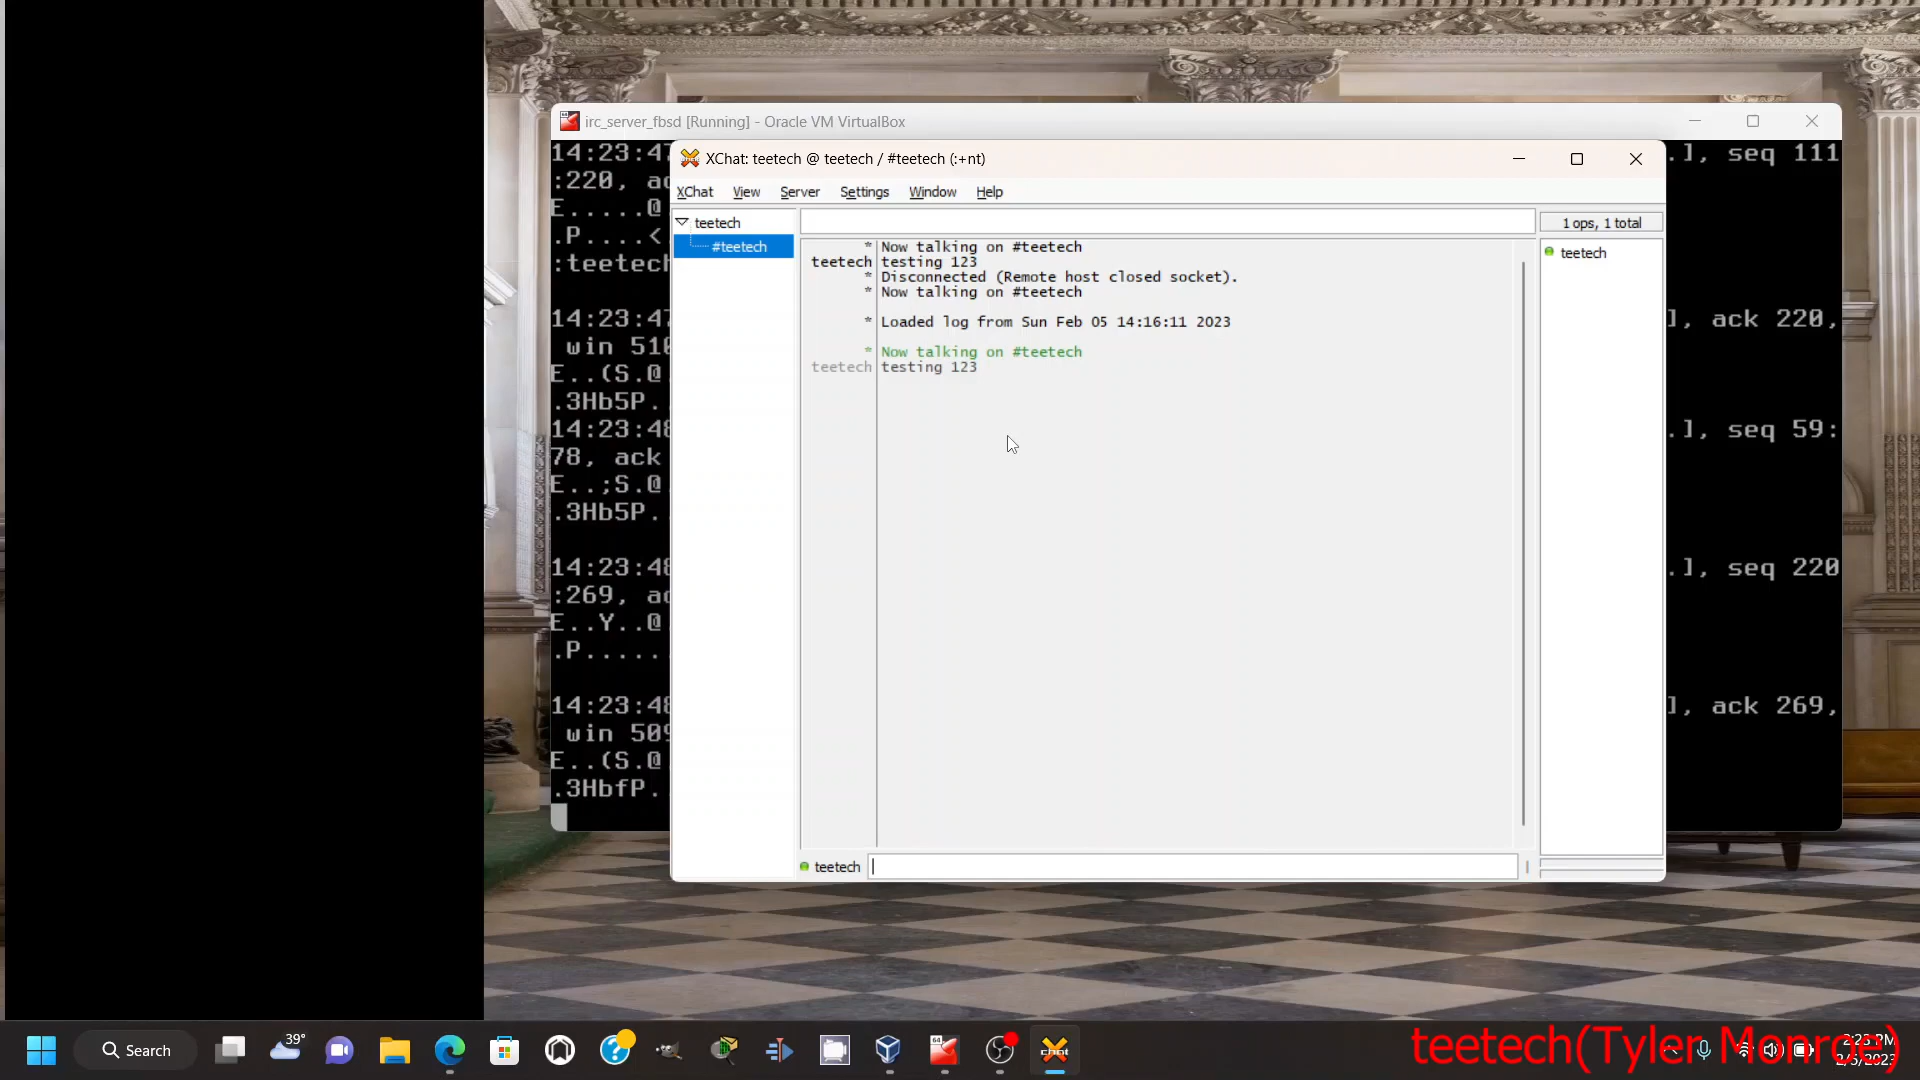 irc_server_fbsd [Running] - Oracle VM VirtualBox
XChat: teetech @ teetech / #teetech (:+nt)
XChat View Server Settings Window Help
teetech
#teetech
1 ops, 1 total
teetech
* Now talking on #teetech
teetech testing 123
* Disconnected (Remote host closed socket).
* Now talking on #teetech
* Loaded log from Sun Feb 05 14:16:11 2023
* Now talking on #teetech
teetech testing 123
teetech
14:23:47 .], seq 111
:220, ac
E.....@.
.P....<.
:teetech
14:23:47 ], ack 220,
win 510
E..(S.@.
.3Hb5P..
14:23:48 .], seq 59:
78, ack
E..;S.@.
.3Hb5P..
14:23:48 .], seq 220
:269, ac
E..Y..@.
.P......
14:23:48 ], ack 269,
win 509
E..(S.@.
.3HbfP..
39°
Search
64
chat
teetech(Tyler Monroe)